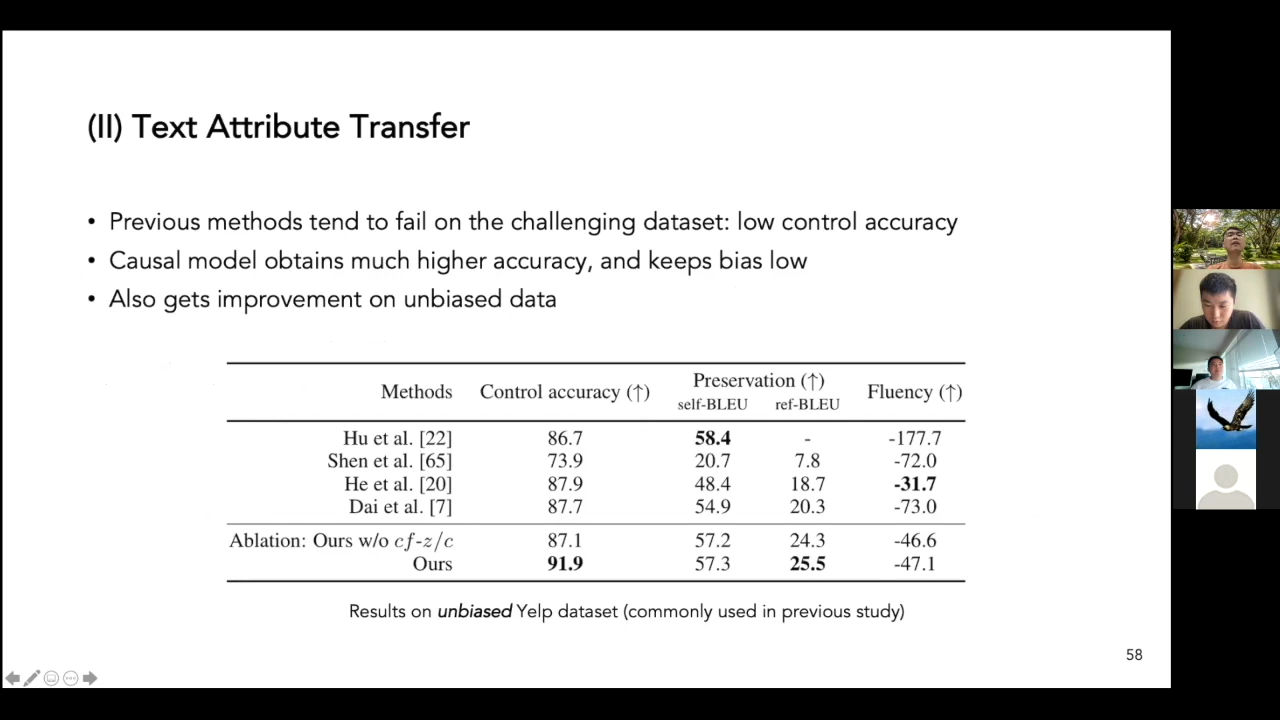 (II) Text Attribute Transfer
• Previous methods tend to fail on the challenging dataset: low control accuracy
• Causal model obtains much higher accuracy, and keeps bias low
• Also gets improvement on unbiased data
Methods Control accuracy (↑) Preservation (↑) Fluency (↑)
self-BLEU ref-BLEU
Hu et al. [22] 86.7 58.4 - -177.7
Shen et al. [65] 73.9 20.7 7.8 -72.0
He et al. [20] 87.9 48.4 18.7 -31.7
Dai et al. [7] 87.7 54.9 20.3 -73.0
Ablation: Ours w/o cf-z/c 87.1 57.2 24.3 -46.6
Ours 91.9 57.3 25.5 -47.1
Results on unbiased Yelp dataset (commonly used in previous study)
58